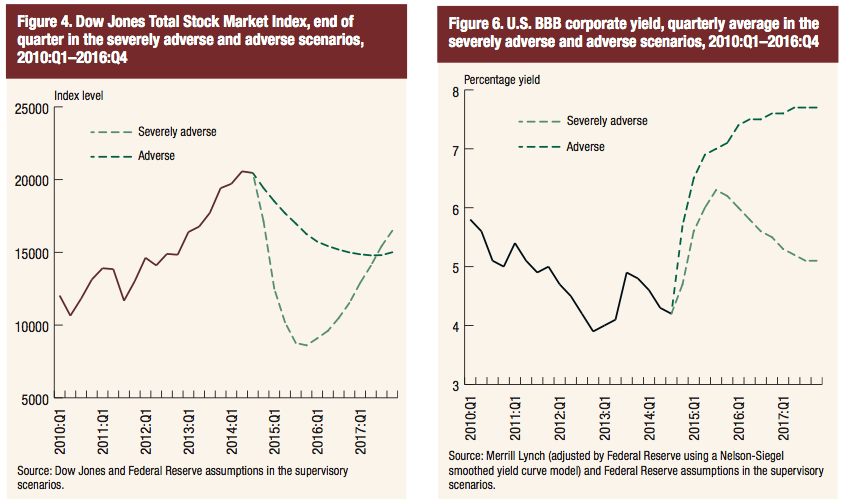 Figure 4. Dow Jones Total Stock Market Index, end of
quarter in the severely adverse and adverse scenarios,
2010:Q1–2016:Q4
Index level
25000
20000
15000
10000
5000
Severely adverse
Adverse
2010:Q1
2011:Q1
2012:Q1
2013:Q1
2014:Q1
2015:Q1
2016:Q1
2017:Q1
Source: Dow Jones and Federal Reserve assumptions in the supervisory
scenarios.
Figure 6. U.S. BBB corporate yield, quarterly average in the
severely adverse and adverse scenarios, 2010:Q1–2016:Q4
Percentage yield
8
7
6
5
4
3
Severely adverse
Adverse
2010:Q1
2011:Q1
2012:Q1
2013:Q1
2014:Q1
2015:Q1
2016:Q1
2017:Q1
Source: Merrill Lynch (adjusted by Federal Reserve using a Nelson-Siegel
smoothed yield curve model) and Federal Reserve assumptions in the supervisory
scenarios.